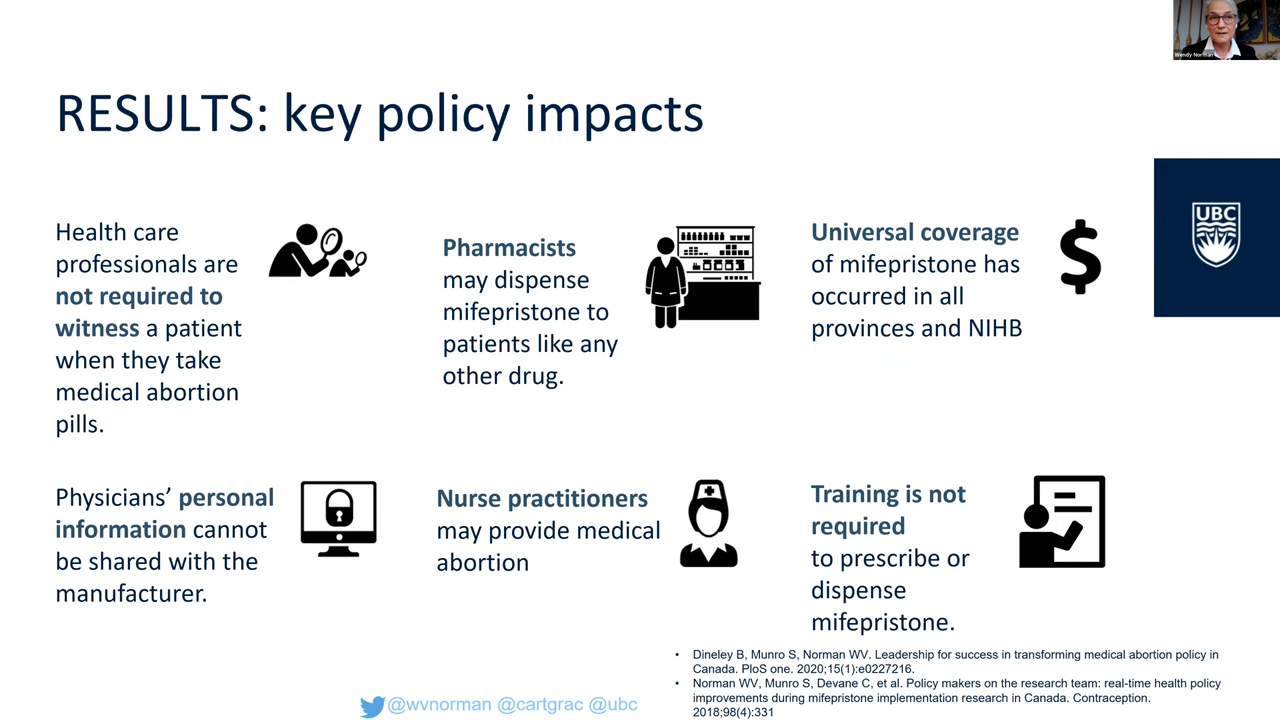 Wendy Norman
RESULTS: key policy impacts
UBC
Health care
professionals are
not required to
witness a patient
when they take
medical abortion
pills.
Pharmacists
may dispense
mifepristone to
patients like any
other drug.
Universal coverage
of mifepristone has
occurred in all
provinces and NIHB
$
Physicians’ personal
information cannot
be shared with the
manufacturer.
Nurse practitioners
may provide medical
abortion
Training is not
required
to prescribe or
dispense
mifepristone.
• Dineley B, Munro S, Norman WV. Leadership for success in transforming medical abortion policy in
Canada. PloS one. 2020;15(1):e0227216.
• Norman WV, Munro S, Devane C, et al. Policy makers on the research team: real-time health policy
improvements during mifepristone implementation research in Canada. Contraception.
2018;98(4):331
@wvnorman @cartgrac @ubc